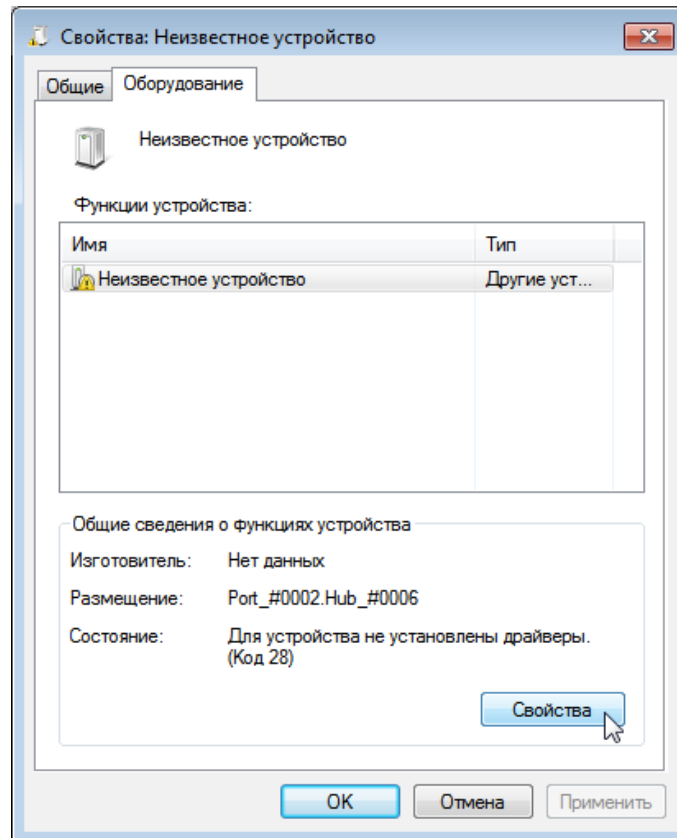 Свойства: Неизвестное устройство
Общие
Оборудование
Неизвестное устройство
Функции устройства:
Имя
Тип
Неизвестное устройство
Другие уст...
Общие сведения о функциях устройства
Изготовитель: Нет данных
Размещение: Port_#0002.Hub_#0006
Состояние: Для устройства не установлены драйверы.
(Код 28)
Свойства
OK
Отмена
Применить